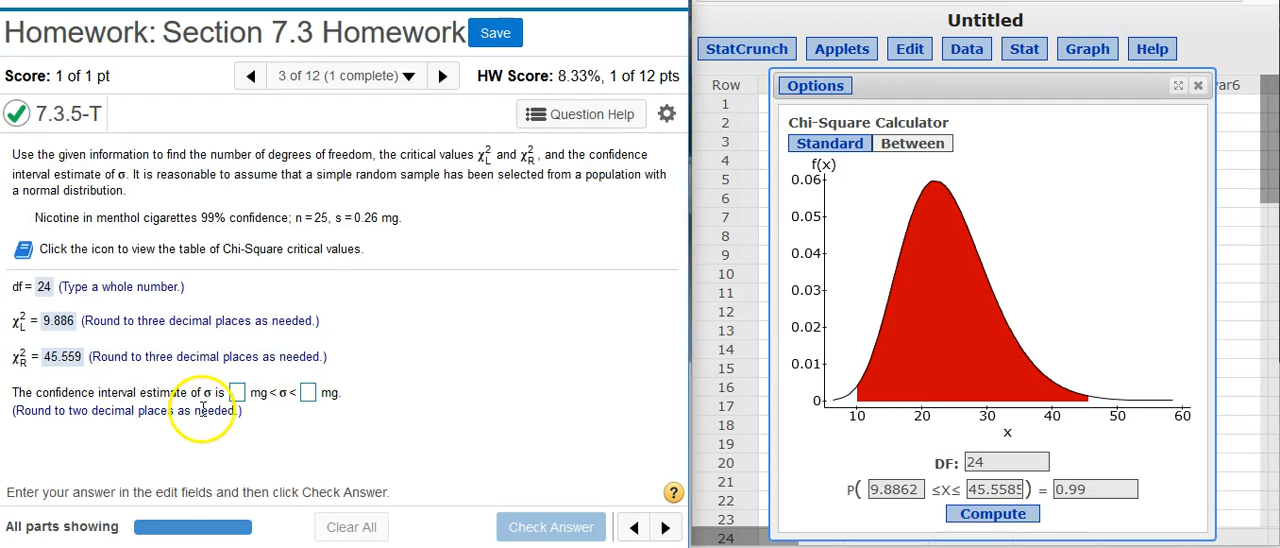 Homework: Section 7.3 Homework
Save
Score: 1 of 1 pt
3 of 12 (1 complete)
HW Score: 8.33%, 1 of 12 pts
7.3.5-T
Question Help
Use the given information to find the number of degrees of freedom, the critical values χ²L and χ²R, and the confidence
interval estimate of σ. It is reasonable to assume that a simple random sample has been selected from a population with
a normal distribution.
Nicotine in menthol cigarettes 99% confidence; n = 25, s = 0.26 mg.
Click the icon to view the table of Chi-Square critical values.
df = 24 (Type a whole number.)
χ²L = 9.886 (Round to three decimal places as needed.)
χ²R = 45.559 (Round to three decimal places as needed.)
The confidence interval estimate of σ is mg < σ < mg.
(Round to two decimal places as needed.)
Enter your answer in the edit fields and then click Check Answer.
?
All parts showing
Clear All
Check Answer
Untitled
StatCrunch Applets Edit Data Stat Graph Help
Row
var6
1
2
3
4
5
6
7
8
9
10
11
12
13
14
15
16
17
18
19
20
21
22
23
24
Options
Chi-Square Calculator
Standard Between
f(x)
0.06
0.05
0.04
0.03
0.02
0.01
0
10 20 30 40 50 60
x
DF: 24
P( 9.8862 ≤X≤ 45.5585 ) = 0.99
Compute